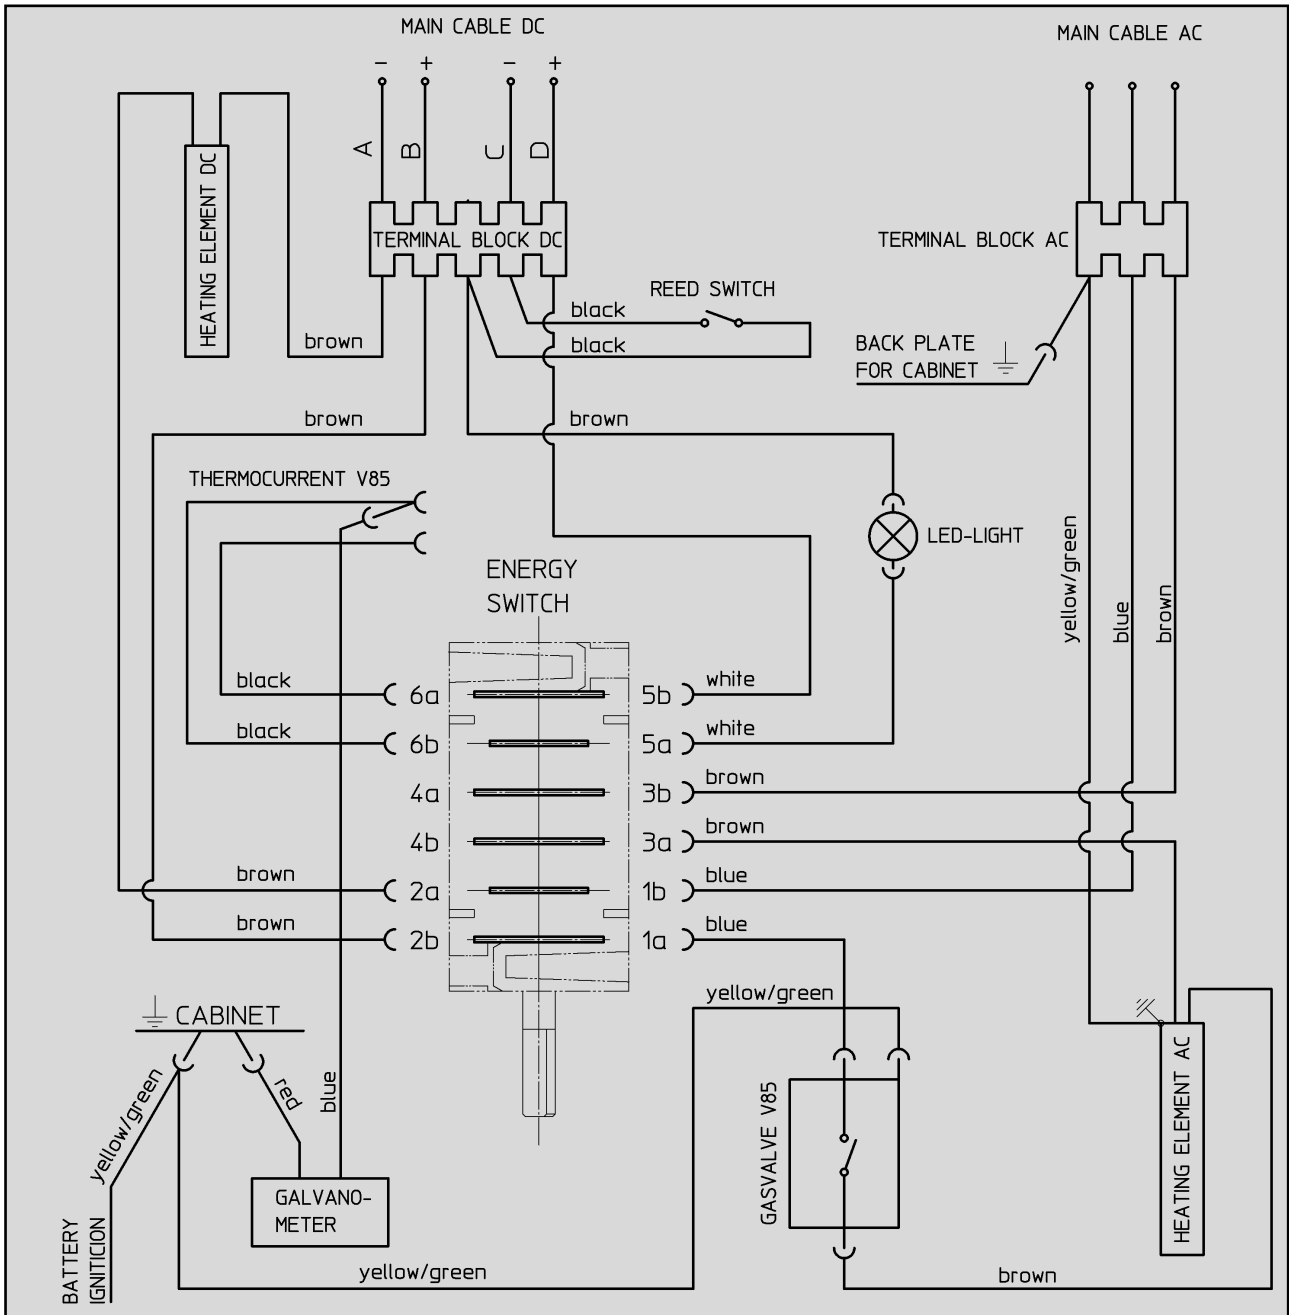 MAIN CABLE DC
MAIN CABLE AC
- + - +
A B C D
HEATING ELEMENT DC
TERMINAL BLOCK DC
TERMINAL BLOCK AC
REED SWITCH
black
brown
black
BACK PLATE
FOR CABINET
brown
brown
THERMOCURRENT V85
LED-LIGHT
ENERGY
SWITCH
yellow/green
blue
brown
black
6a
5b
white
black
6b
5a
white
4a
3b
brown
4b
3a
brown
brown
2a
1b
blue
brown
2b
1a
blue
yellow/green
CABINET
yellow/green
red
blue
GASVALVE V85
HEATING ELEMENT AC
GALVANO-
METER
BATTERY
IGNITICION
yellow/green
brown